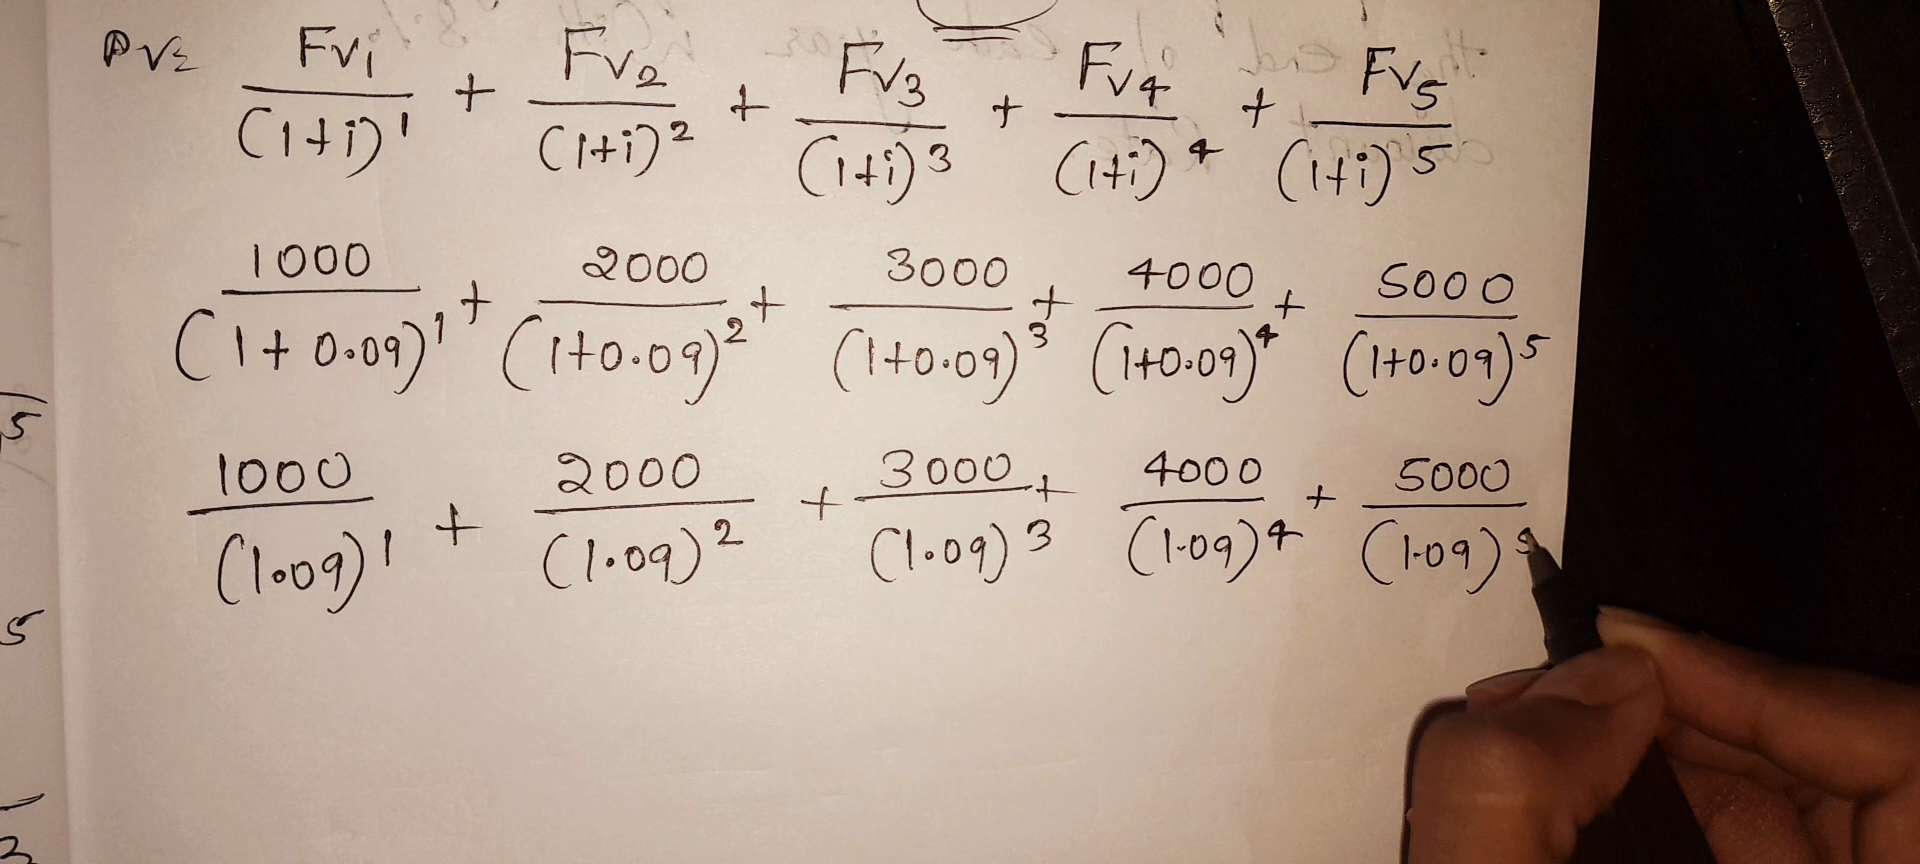 PV= FV1/(1+i)^1 + FV2/(1+i)^2 + FV3/(1+i)^3 + FV4/(1+i)^4 + FV5/(1+i)^5
1000/(1+0.09)^1 + 2000/(1+0.09)^2 + 3000/(1+0.09)^3 + 4000/(1+0.09)^4 + 5000/(1+0.09)^5
1000/(1.09)^1 + 2000/(1.09)^2 + 3000/(1.09)^3 + 4000/(1.09)^4 + 5000/(1.09)^5
5
5